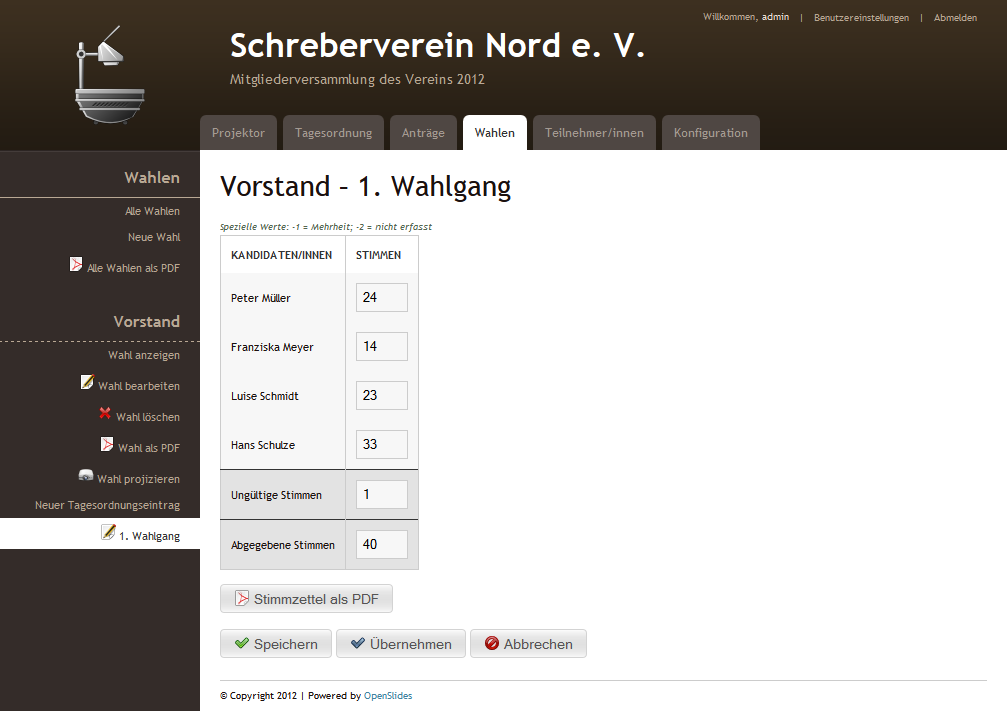 Willkommen, admin | Benutzereinstellungen | Abmelden
Schreberverein Nord e. V.
Mitgliederversammlung des Vereins 2012
Projektor Tagesordnung Anträge Wahlen Teilnehmer/innen Konfiguration
Wahlen
Alle Wahlen
Neue Wahl
Alle Wahlen als PDF
Vorstand
Wahl anzeigen
Wahl bearbeiten
Wahl löschen
Wahl als PDF
Wahl projizieren
Neuer Tagesordnungseintrag
1. Wahlgang
Vorstand - 1. Wahlgang
Spezielle Werte: -1 = Mehrheit; -2 = nicht erfasst
KANDIDATEN/INNEN STIMMEN
Peter Müller 24
Franziska Meyer 14
Luise Schmidt 23
Hans Schulze 33
Ungültige Stimmen 1
Abgegebene Stimmen 40
Stimmzettel als PDF
Speichern Übernehmen Abbrechen
© Copyright 2012 | Powered by OpenSlides